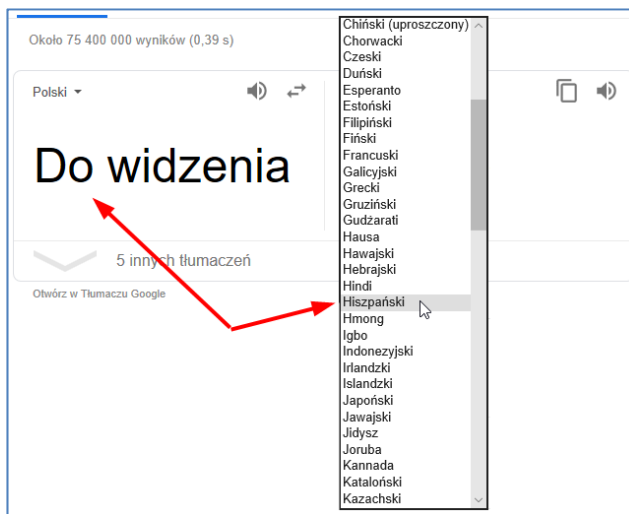 Około 75 400 000 wyników (0,39 s)
Polski
Do widzenia
5 innych tłumaczeń
Otwórz w Tłumaczu Google
Chiński (uproszczony)
Chorwacki
Czeski
Duński
Esperanto
Estoński
Filipiński
Fiński
Francuski
Galicyjski
Grecki
Gruziński
Gudżarati
Hausa
Hawajski
Hebrajski
Hindi
Hiszpański
Hmong
Igbo
Indonezyjski
Irlandzki
Islandzki
Japoński
Jawajski
Jidysz
Joruba
Kannada
Kataloński
Kazachski